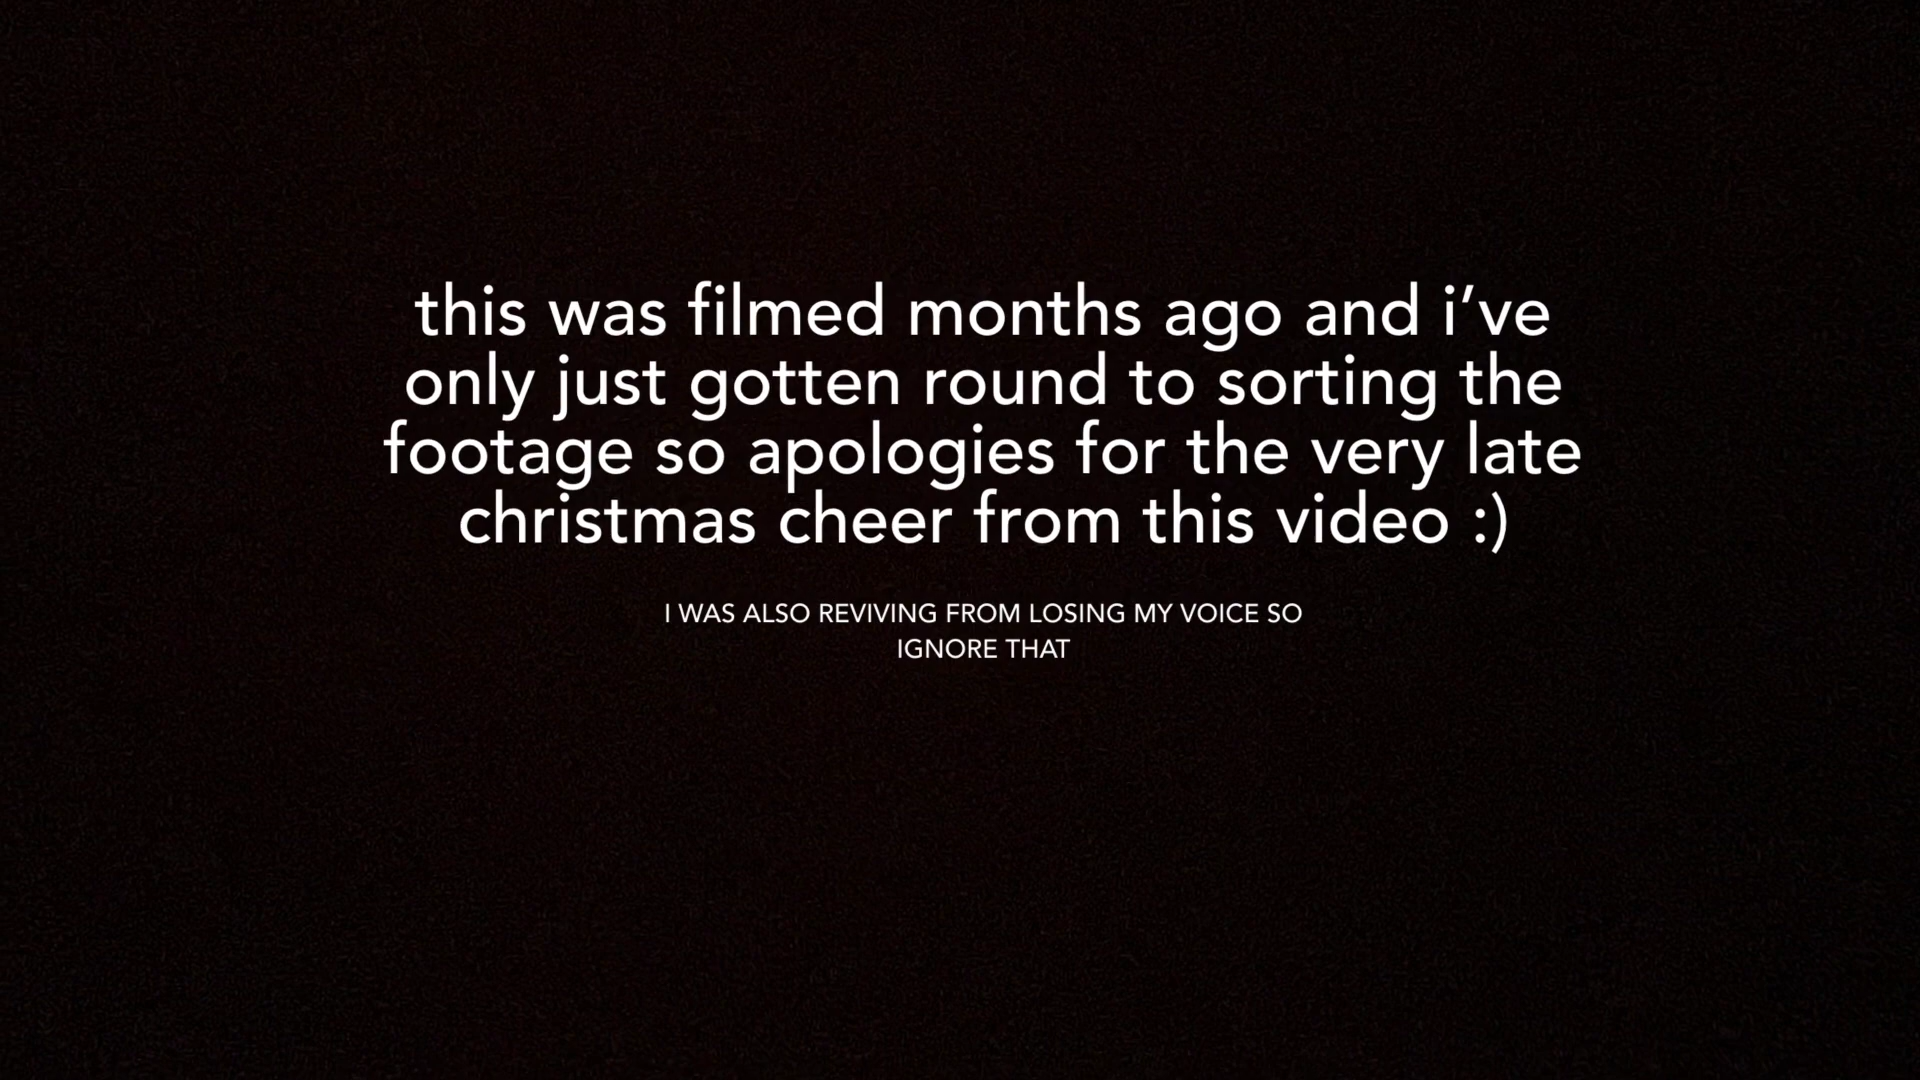 this was filmed months ago and i’ve
only just gotten round to sorting the
footage so apologies for the very late
christmas cheer from this video :)
I WAS ALSO REVIVING FROM LOSING MY VOICE SO
IGNORE THAT